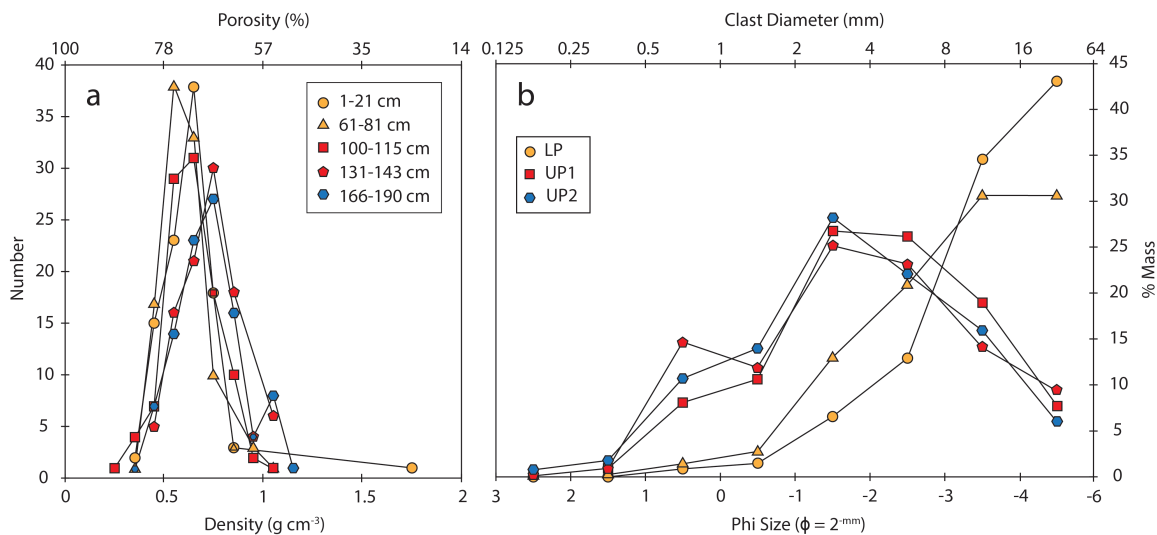 Porosity (%)
100 78 57 35 14
40
35
30
25
20
15
10
5
0
Number
a
1-21 cm
61-81 cm
100-115 cm
131-143 cm
166-190 cm
0 0.5 1 1.5 2
Density (g cm-3)
Clast Diameter (mm)
0.125 0.25 0.5 1 2 4 8 16 64
b
LP
UP1
UP2
45
40
35
30
25
20
15
10
5
0
% Mass
3 2 1 0 -1 -2 -3 -4 -6
Phi Size (ϕ = 2-mm)